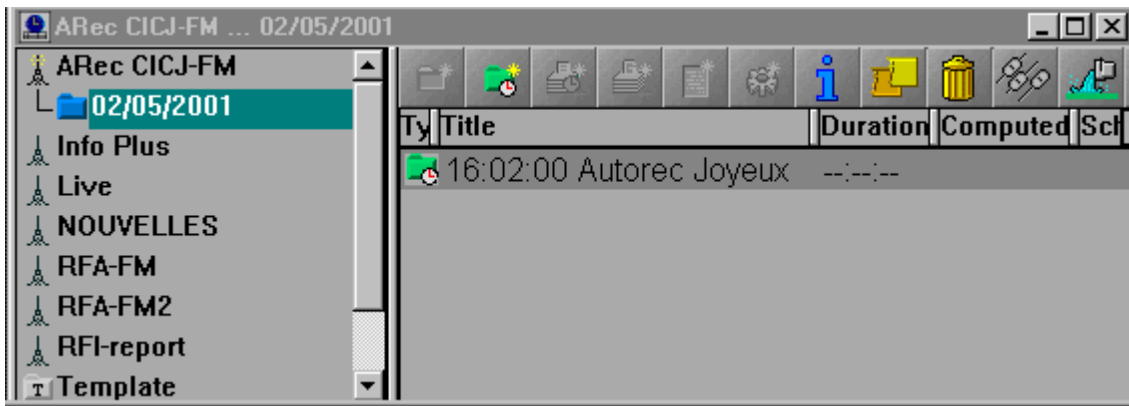 ARec CICJ-FM ... 02/05/2001
ARec CICJ-FM
02/05/2001
Info Plus
Live
NOUVELLES
RFA-FM
RFA-FM2
RFI-report
T Template
Ty Title Duration Computed Sch
16:02:00 Autorec Joyeux --:--:--